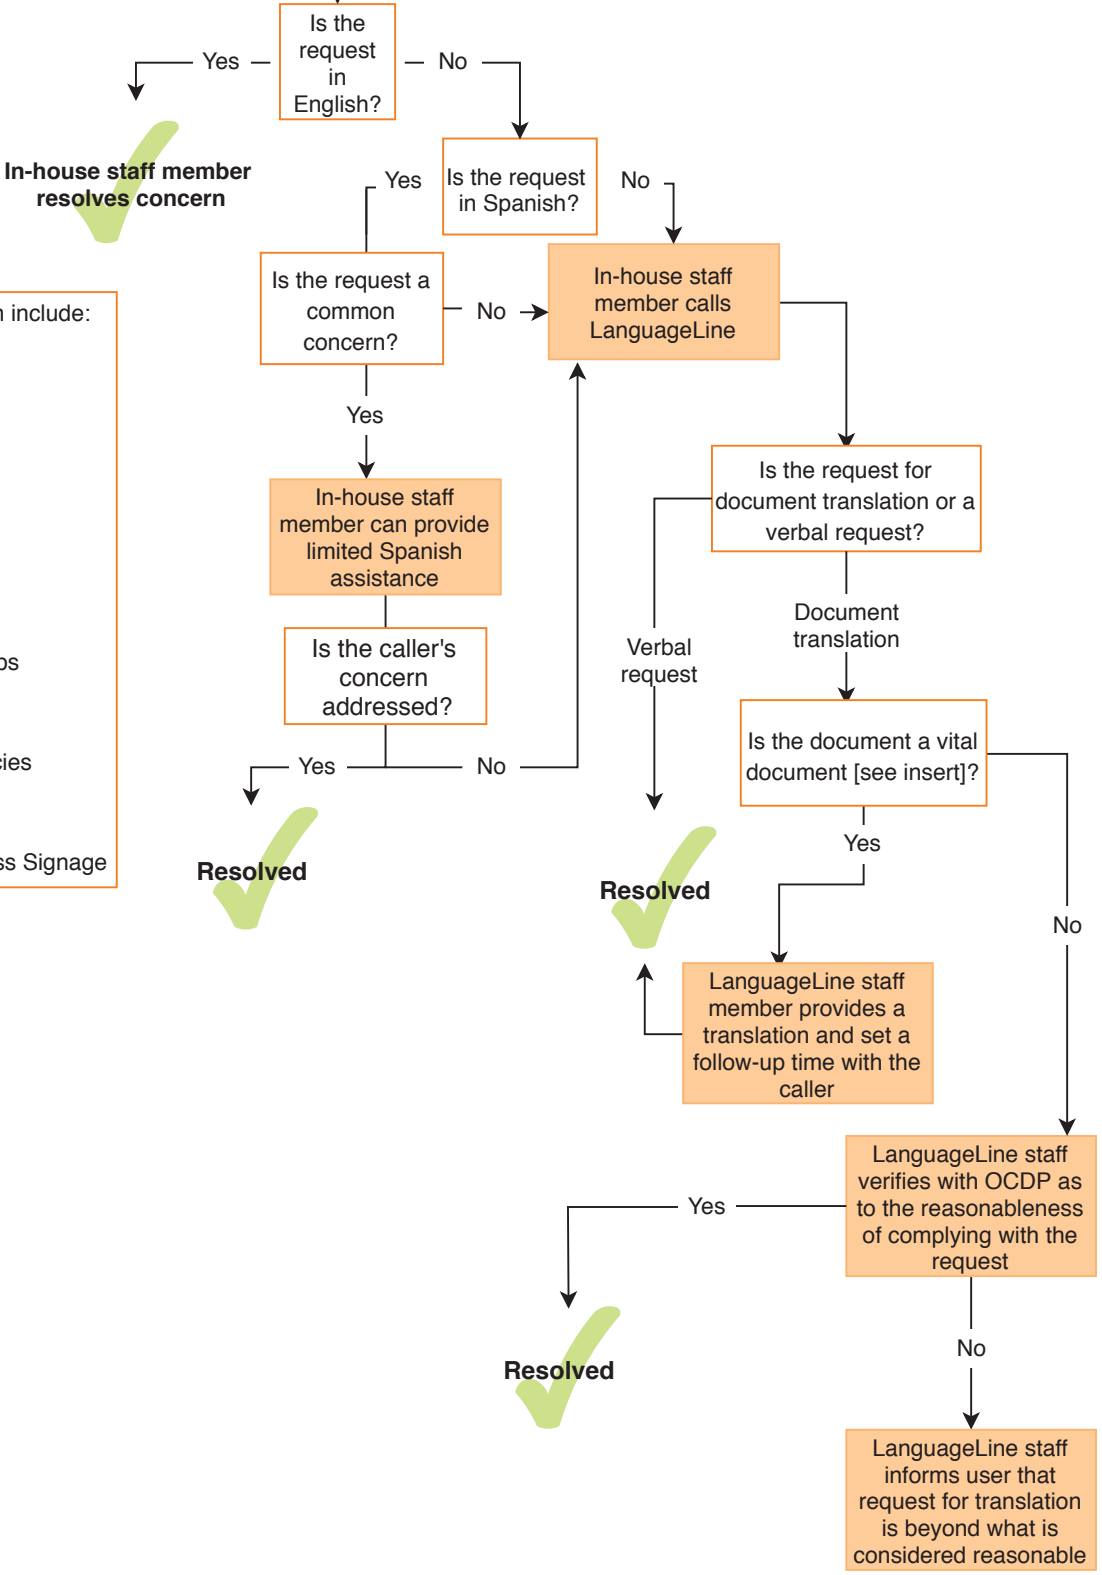 Is the
request
in
English?
Yes
No
In-house staff member
resolves concern
Is the request
in Spanish?
Yes
No
Is the request a
common
concern?
No
In-house staff
member calls
LanguageLine
include:
Yes
In-house staff
member can provide
limited Spanish
assistance
Is the request for
document translation or a
verbal request?
Document
translation
Verbal
request
Is the caller's
concern
addressed?
Yes
No
Is the document a vital
document [see insert]?
Signage
Resolved
Yes
Resolved
No
LanguageLine staff
member provides a
translation and set a
follow-up time with the
caller
LanguageLine staff
verifies with OCDP as
to the reasonableness
of complying with the
request
Yes
Resolved
No
LanguageLine staff
informs user that
request for translation
is beyond what is
considered reasonable